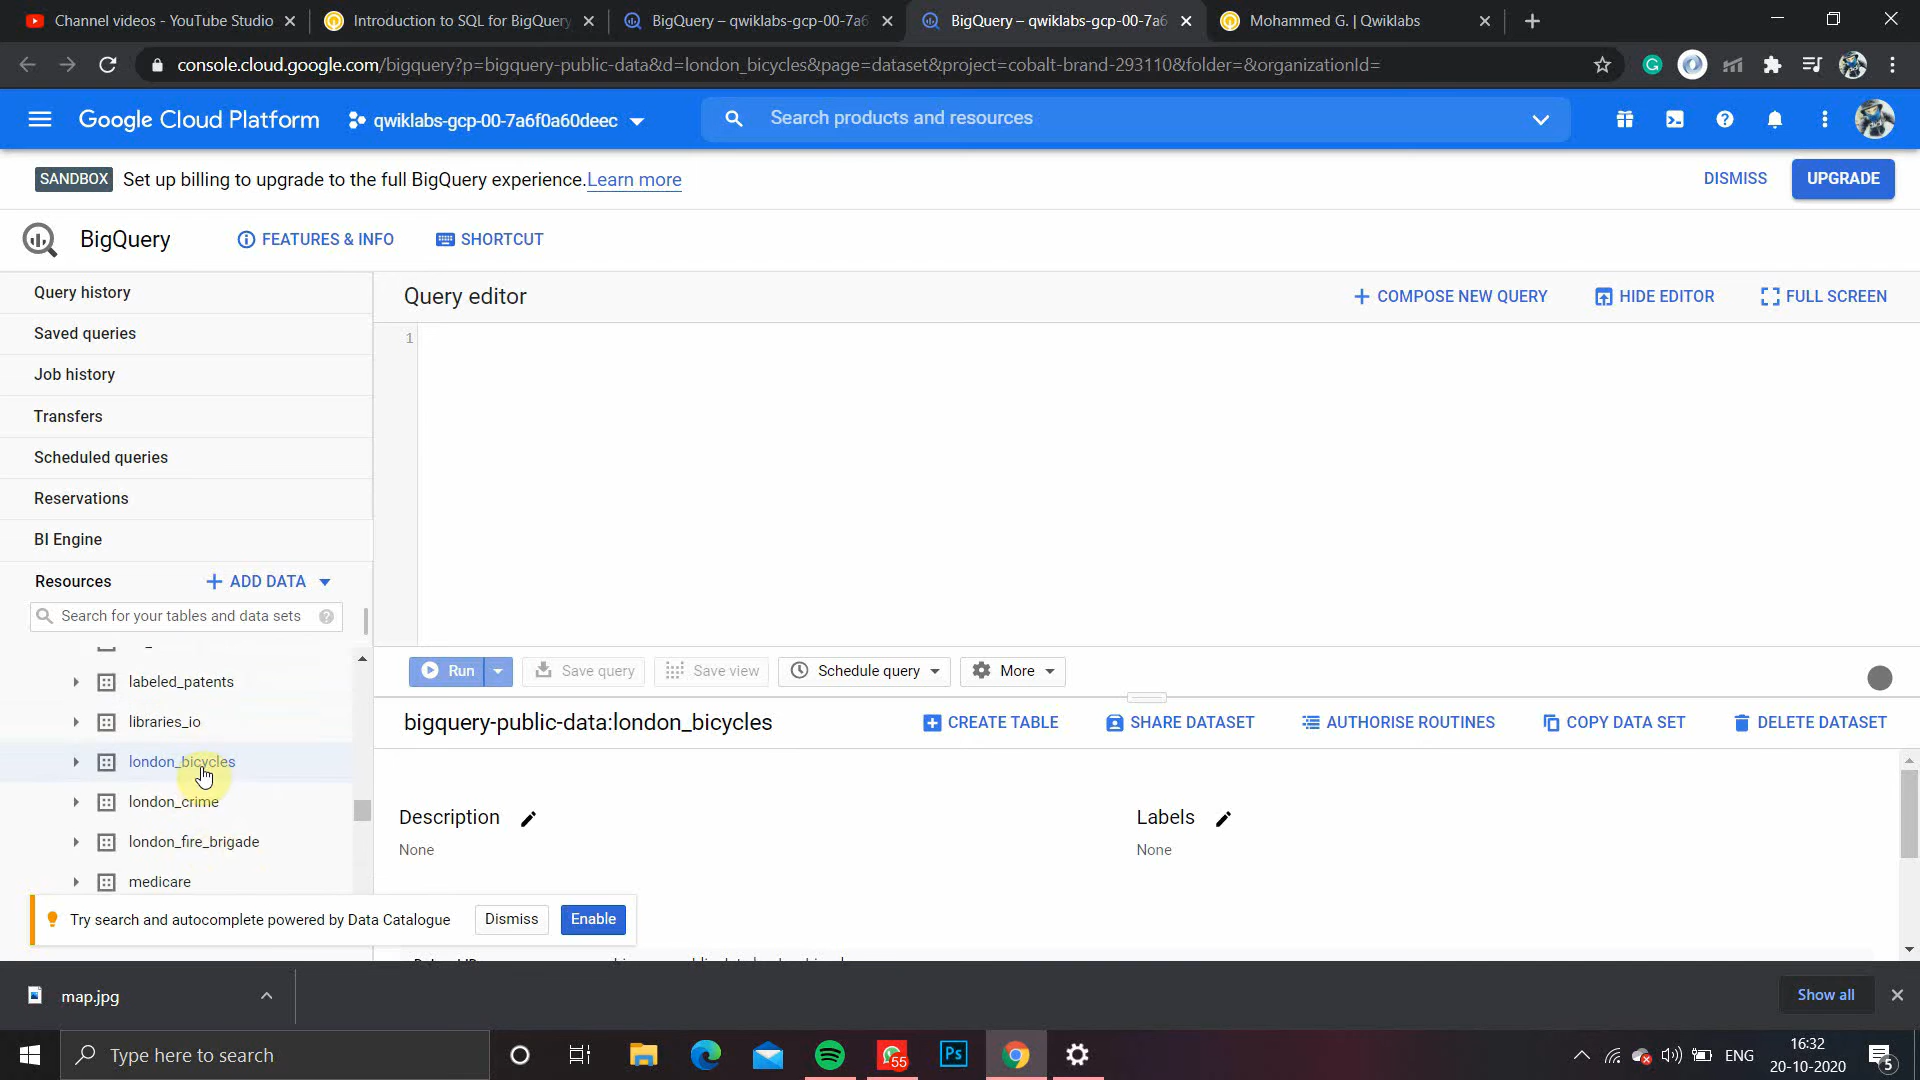 Channel videos - YouTube Studio
Introduction to SQL for BigQuery
BigQuery – qwiklabs-gcp-00-7a6
BigQuery – qwiklabs-gcp-00-7a6
Mohammed G. | Qwiklabs
console.cloud.google.com/bigquery?p=bigquery-public-data&d=london_bicycles&page=dataset&project=cobalt-brand-293110&folder=&organizationId=
Google Cloud Platform
qwiklabs-gcp-00-7a6f0a60deec
Search products and resources
SANDBOX Set up billing to upgrade to the full BigQuery experience. Learn more
DISMISS
UPGRADE
BigQuery
FEATURES & INFO
SHORTCUT
Query history
Saved queries
Job history
Transfers
Scheduled queries
Reservations
BI Engine
Resources
+ ADD DATA
Search for your tables and data sets
labeled_patents
libraries_io
london_bicycles
london_crime
london_fire_brigade
medicare
Query editor
+ COMPOSE NEW QUERY
HIDE EDITOR
FULL SCREEN
1
Run
Save query
Save view
Schedule query
More
bigquery-public-data:london_bicycles
CREATE TABLE
SHARE DATASET
AUTHORISE ROUTINES
COPY DATA SET
DELETE DATASET
Description
None
Labels
None
Try search and autocomplete powered by Data Catalogue
Dismiss
Enable
map.jpg
Show all
Type here to search
55
Ps
ENG
16:32
20-10-2020
5